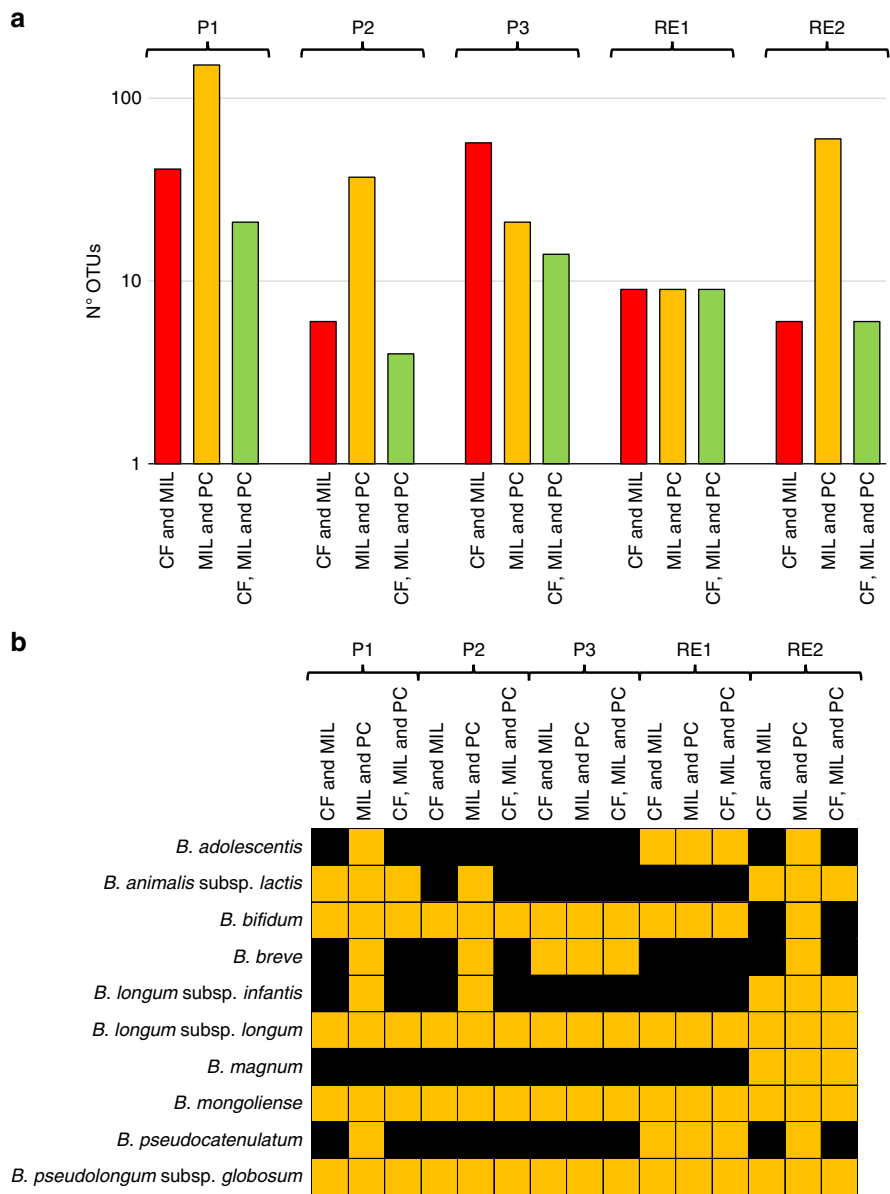 a
P1 P2 P3 RE1 RE2
100
10
1
N° OTUs
CF and MIL
MIL and PC
CF, MIL and PC
CF and MIL
MIL and PC
CF, MIL and PC
CF and MIL
MIL and PC
CF, MIL and PC
CF and MIL
MIL and PC
CF, MIL and PC
CF and MIL
MIL and PC
CF, MIL and PC
b
P1 P2 P3 RE1 RE2
CF and MIL
MIL and PC
CF, MIL and PC
CF and MIL
MIL and PC
CF, MIL and PC
CF and MIL
MIL and PC
CF, MIL and PC
CF and MIL
MIL and PC
CF, MIL and PC
CF and MIL
MIL and PC
CF, MIL and PC
B. adolescentis
B. animalis subsp. lactis
B. bifidum
B. breve
B. longum subsp. infantis
B. longum subsp. longum
B. magnum
B. mongoliense
B. pseudocatenulatum
B. pseudolongum subsp. globosum